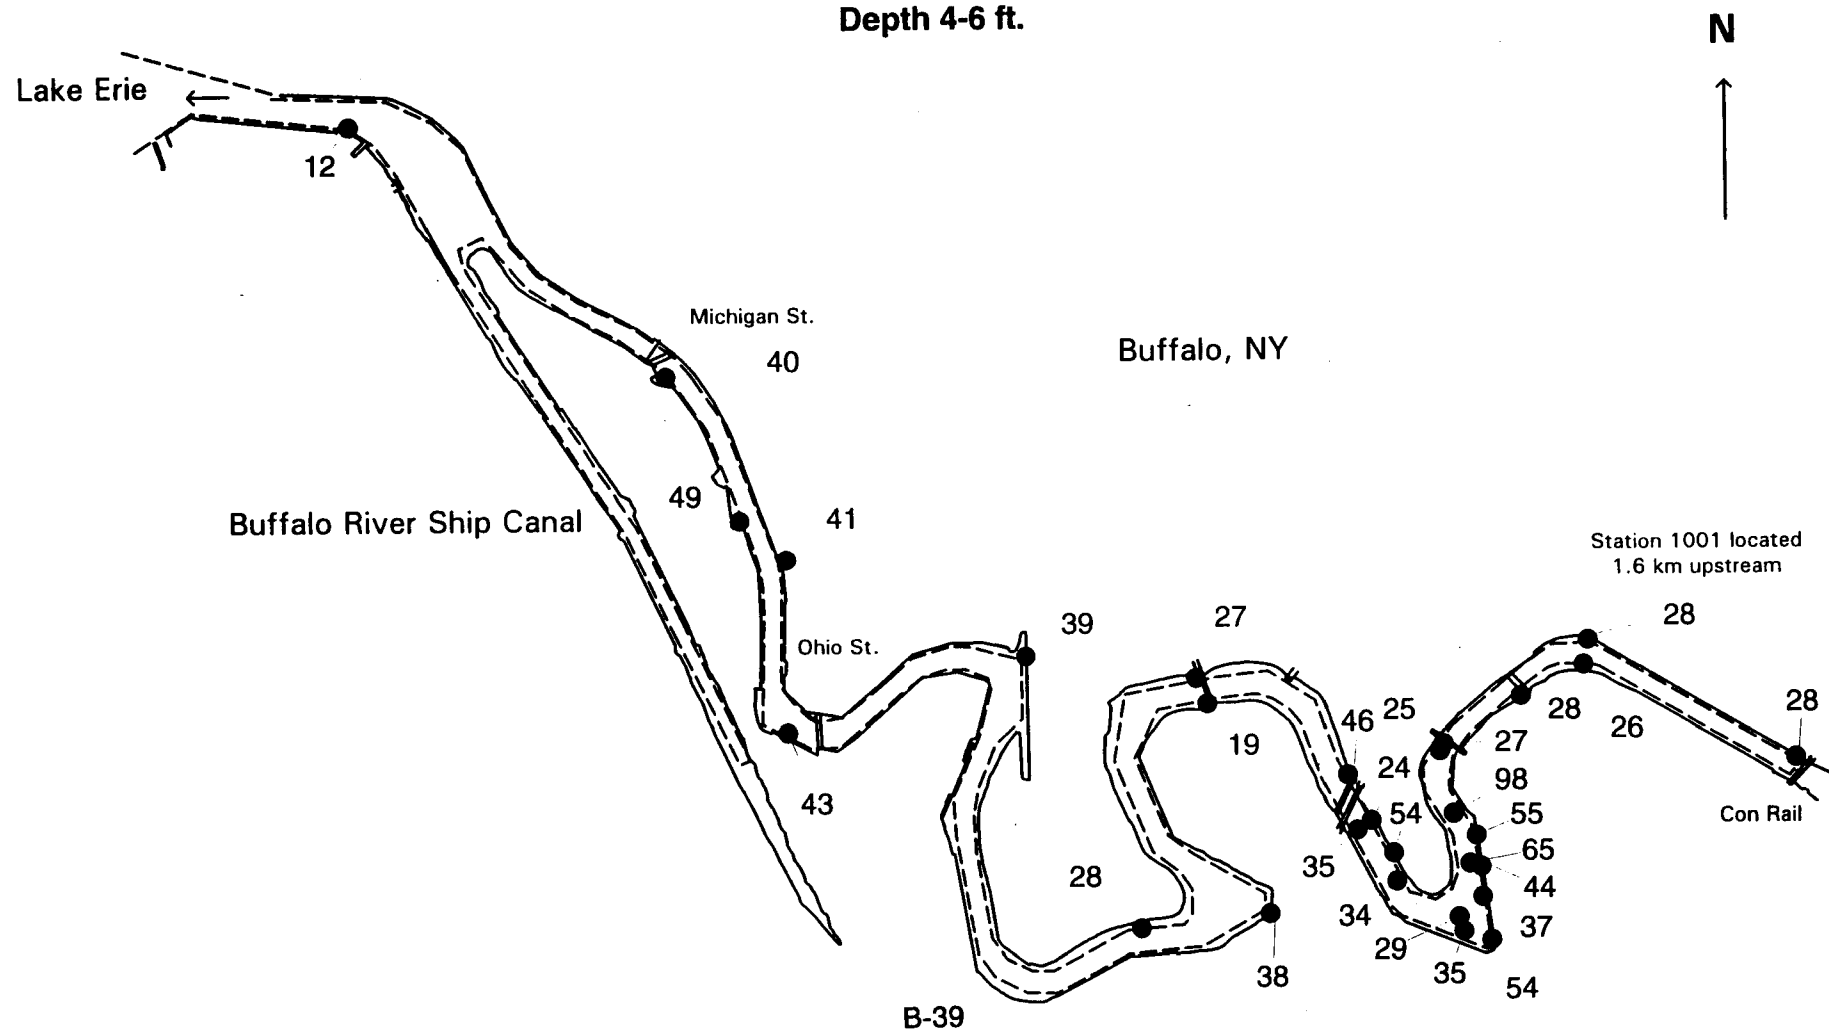 Depth 4-6 ft.
N
Lake Erie
12
Michigan St.
40
Buffalo, NY
49
41
Buffalo River Ship Canal
Station 1001 located
1.6 km upstream
39
27
28
Ohio St.
46
25
28
26
28
19
27
43
24
98
54
55
Con Rail
65
35
28
44
34
37
29
35
38
54
B-39